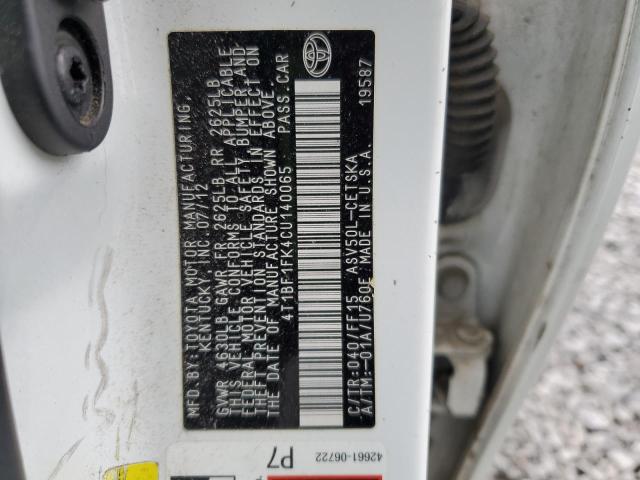 MFD. BY: TOYOTA MOTOR MANUFACTURING,
KENTUCKY, INC. 07/12
GVWR 4630LB GAWR FR 2625LB RR 2625LB
THIS VEHICLE CONFORMS TO ALL APPLICABLE
FEDERAL MOTOR VEHICLE SAFETY, BUMPER AND
THEFT PREVENTION STANDARDS IN EFFECT ON
THE DATE OF MANUFACTURE SHOWN ABOVE.
4T1BF1FK4CU140065 PASS.CAR
C/TR:040/FF15 ASV50L-CETSKA
A/TM:-01A/U760E MADE IN U.S.A. 19587
42661-06722
P7